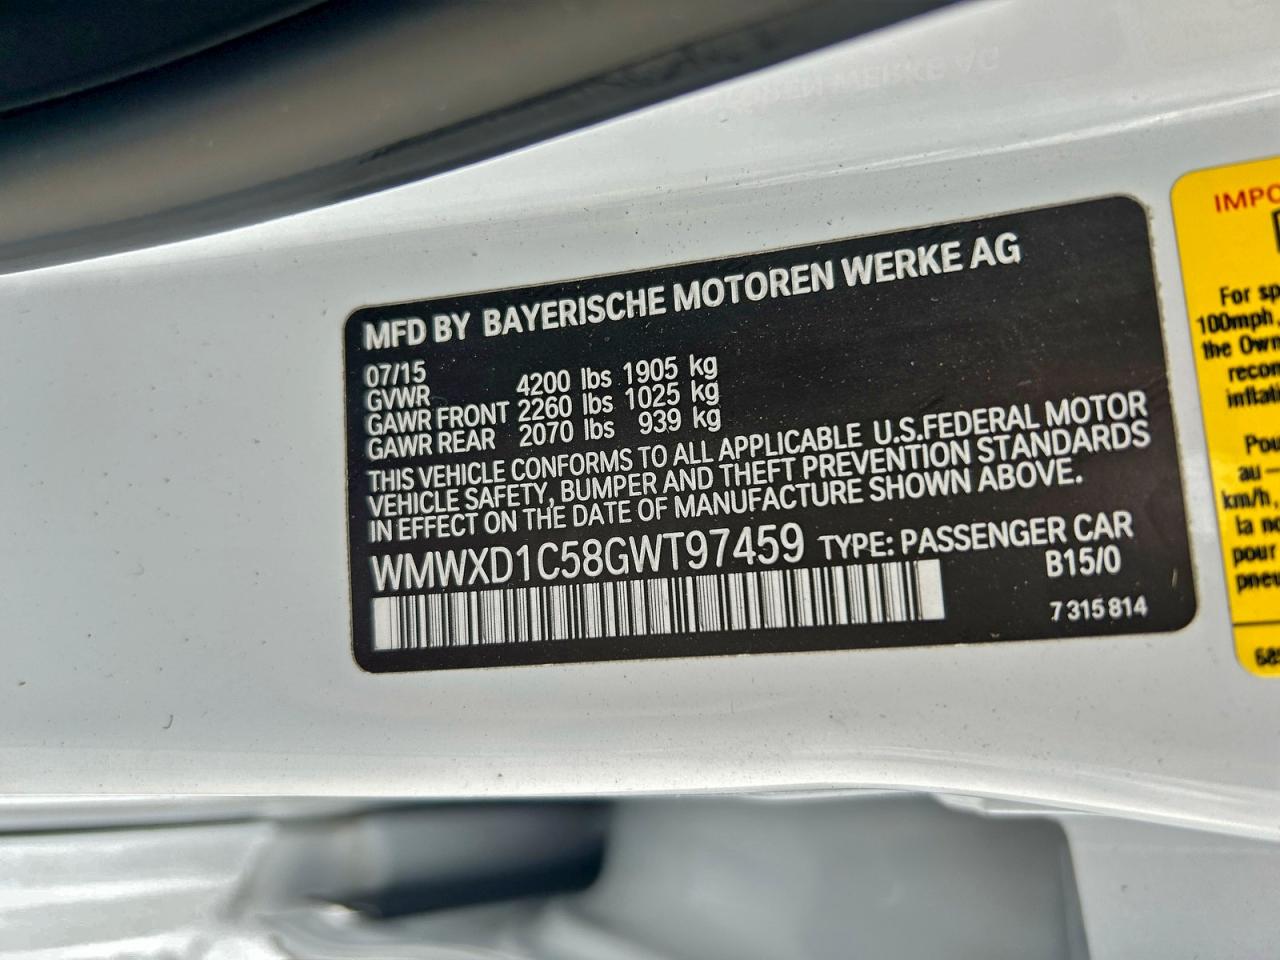 MFD BY BAYERISCHE MOTOREN WERKE AG
07/15
GVWR 4200 lbs 1905 kg
GAWR FRONT 2260 lbs 1025 kg
GAWR REAR 2070 lbs 939 kg
THIS VEHICLE CONFORMS TO ALL APPLICABLE U.S.FEDERAL MOTOR
VEHICLE SAFETY, BUMPER AND THEFT PREVENTION STANDARDS
IN EFFECT ON THE DATE OF MANUFACTURE SHOWN ABOVE.
WMWXD1C58GWT97459 TYPE: PASSENGER CAR
B15/0
7 315 814
IMPO
For sp
100mph,
the Own
recom
inflat
Pou
au
km/h,
la no
pour
pneu